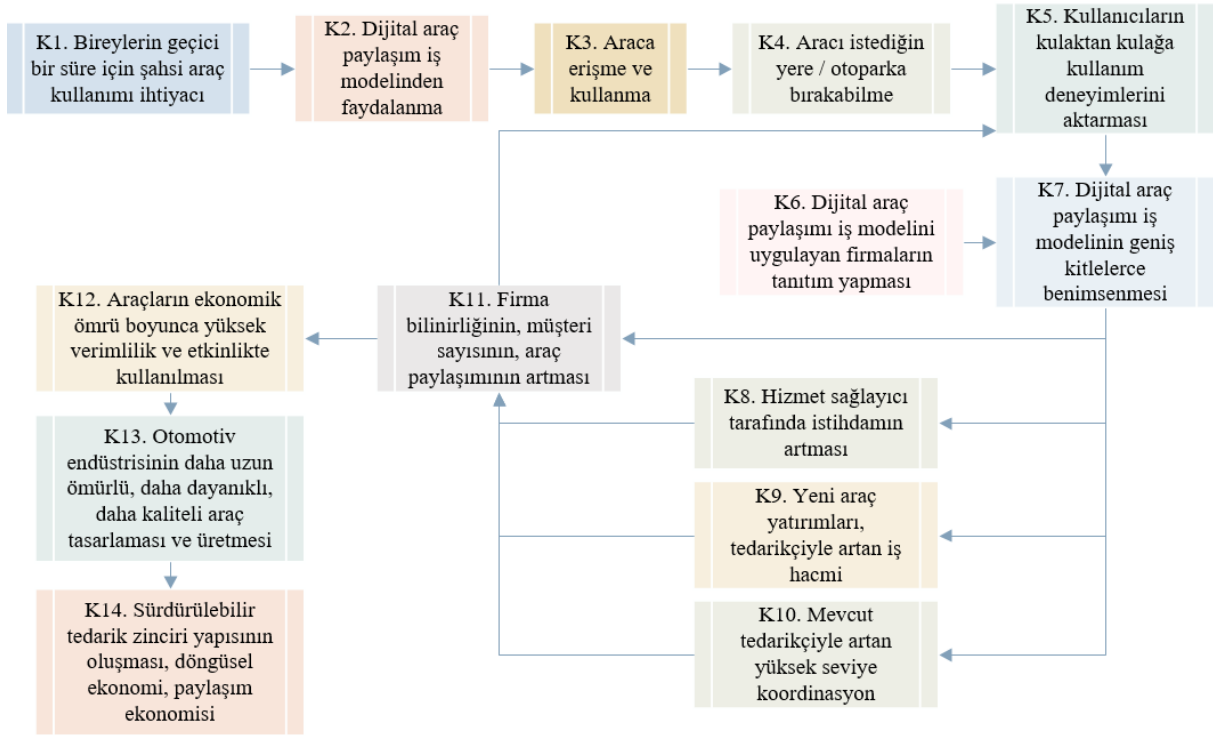 K1. Bireylerin geçici
bir süre için şahsi araç
kullanımı ihtiyacı
K2. Dijital araç
paylaşım iş
modelinden
faydalanma
K3. Araca
erişme ve
kullanma
K4. Aracı istediğin
yere / otoparka
bırakabilme
K5. Kullanıcıların
kulaktan kulağa
kullanım
deneyimlerini
aktarması
K6. Dijital araç
paylaşımı iş modelini
uygulayan firmaların
tanıtım yapması
K7. Dijital araç
paylaşımı iş
modelinin geniş
kitlelerce
benimsenmesi
K12. Araçların ekonomik
ömrü boyunca yüksek
verimlilik ve etkinlikte
kullanılması
K11. Firma
bilinirliğinin, müşteri
sayısının, araç
paylaşımının artması
K8. Hizmet sağlayıcı
tarafında istihdamın
artması
K13. Otomotiv
endüstrisinin daha uzun
ömürlü, daha dayanıklı,
daha kaliteli araç
tasarlaması ve üretmesi
K9. Yeni araç
yatırımları,
tedarikçiyle artan iş
hacmi
K14. Sürdürülebilir
tedarik zinciri yapısının
oluşması, döngüsel
ekonomi, paylaşım
ekonomisi
K10. Mevcut
tedarikçiyle artan
yüksek seviye
koordinasyon